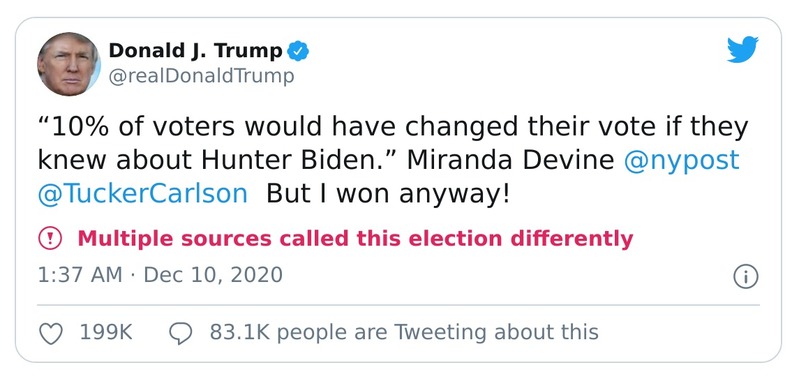 Donald J. Trump
@realDonaldTrump
“10% of voters would have changed their vote if they
knew about Hunter Biden.” Miranda Devine @nypost
@TuckerCarlson  But I won anyway!
Multiple sources called this election differently
1:37 AM · Dec 10, 2020
199K 83.1K people are Tweeting about this